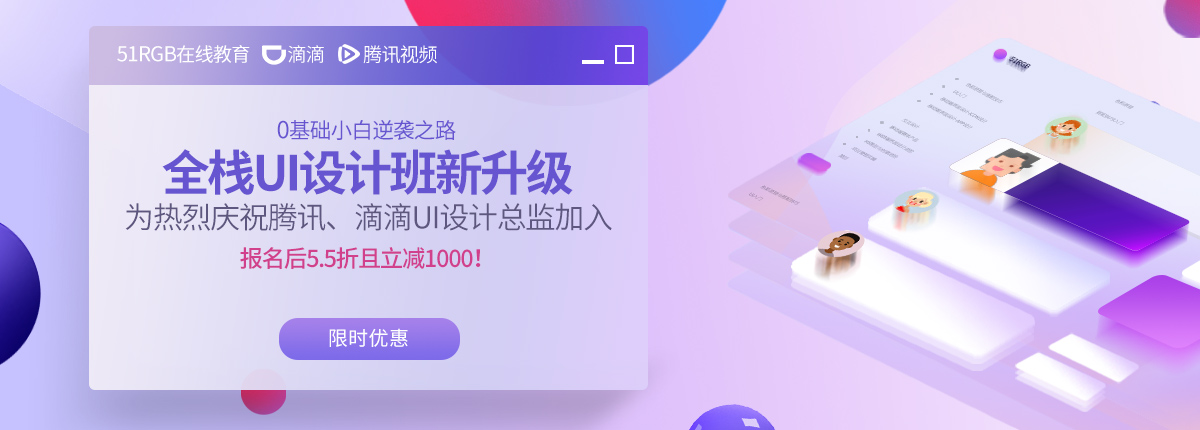 51RGB在线教育 滴滴 腾讯视频
0基础小白逆袭之路
全栈UI设计班新升级
为热烈庆祝腾讯、滴滴UI设计总监加入
报名后5.5折且立减1000!
限时优惠
51RGB